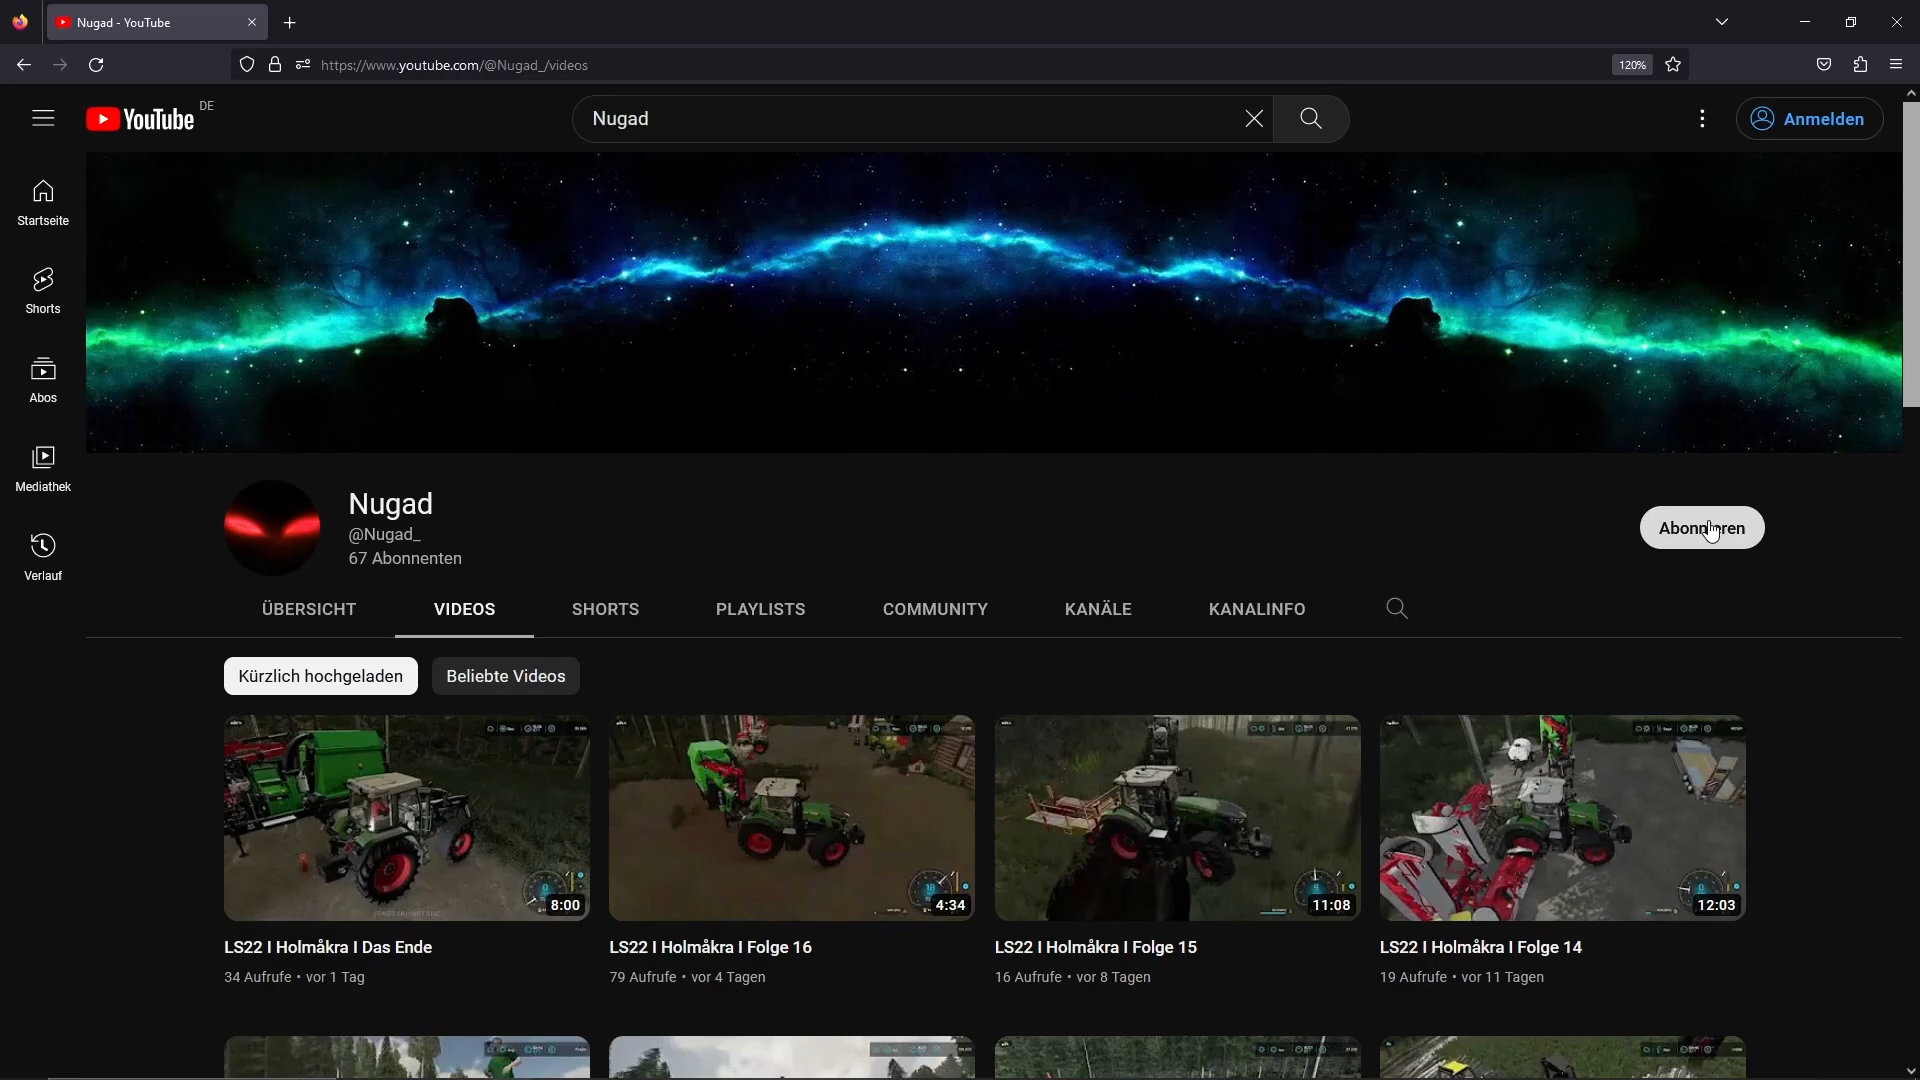 Nugad - YouTube
https://www.youtube.com/@Nugad_/videos
120%
YouTube DE
Nugad
Anmelden
Startseite
Shorts
Abos
Mediathek
Verlauf
Nugad
@Nugad_
67 Abonnenten
Abonnieren
ÜBERSICHT
VIDEOS
SHORTS
PLAYLISTS
COMMUNITY
KANÄLE
KANALINFO
Kürzlich hochgeladen
Beliebte Videos
8:00
4:34
11:08
12:03
LS22 I Holmåkra I Das Ende
34 Aufrufe • vor 1 Tag
LS22 I Holmåkra I Folge 16
79 Aufrufe • vor 4 Tagen
LS22 I Holmåkra I Folge 15
16 Aufrufe • vor 8 Tagen
LS22 I Holmåkra I Folge 14
19 Aufrufe • vor 11 Tagen